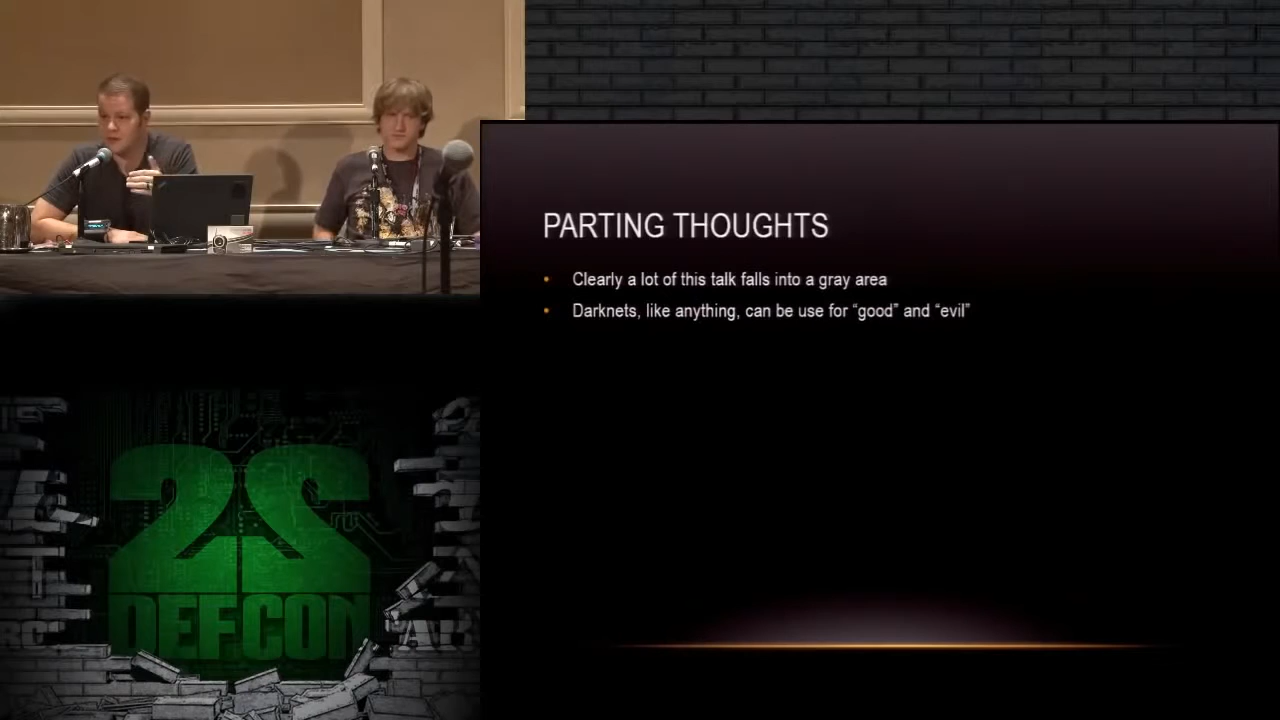 PARTING THOUGHTS
• Clearly a lot of this talk falls into a gray area
• Darknets, like anything, can be use for “good” and “evil”
22
DEFCON